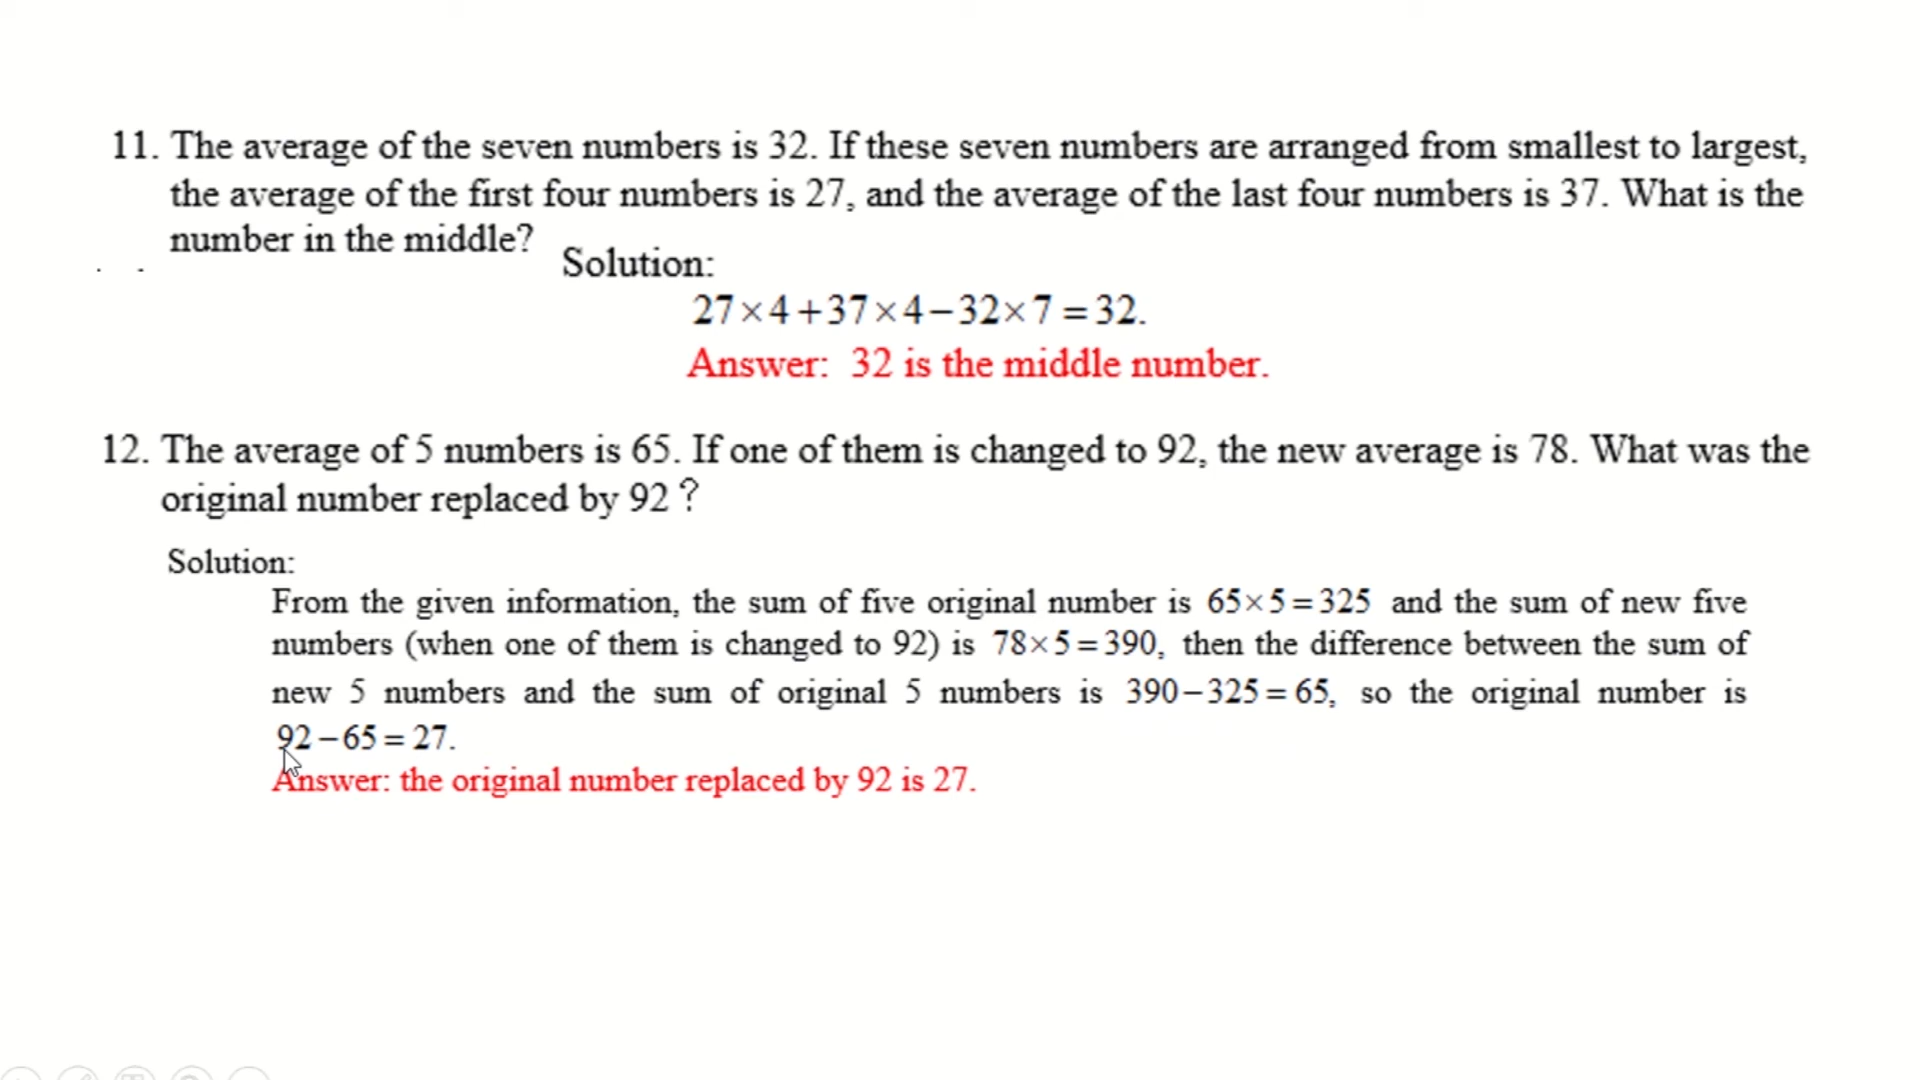 11. The average of the seven numbers is 32. If these seven numbers are arranged from smallest to largest,
the average of the first four numbers is 27, and the average of the last four numbers is 37. What is the
number in the middle?
Solution:
27×4+37×4−32×7=32.
Answer: 32 is the middle number.
12. The average of 5 numbers is 65. If one of them is changed to 92, the new average is 78. What was the
original number replaced by 92?
Solution:
From the given information, the sum of five original number is 65×5=325 and the sum of new five
numbers (when one of them is changed to 92) is 78×5=390, then the difference between the sum of
new 5 numbers and the sum of original 5 numbers is 390−325=65, so the original number is
92−65=27.
Answer: the original number replaced by 92 is 27.